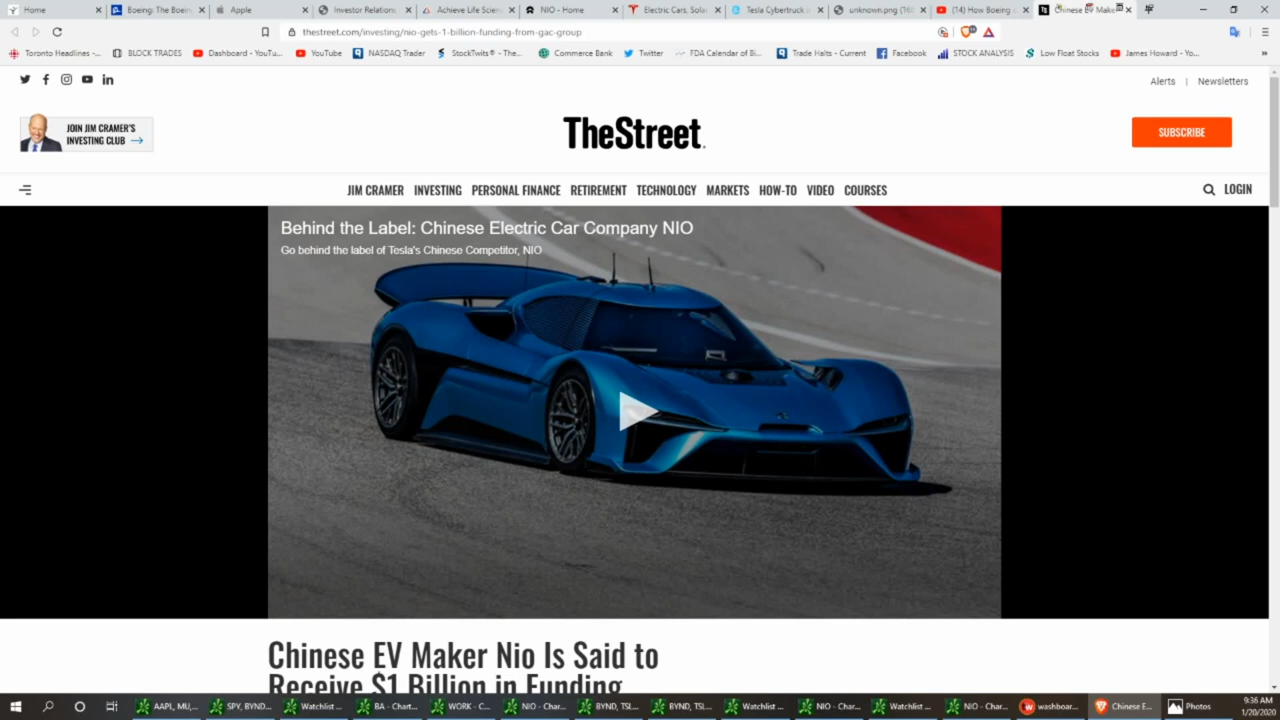 Home
Boeing: The Boein
Apple
Investor Relation
Achieve Life Scien
NIO - Home
Electric Cars, Sola
Tesla Cybertruck
unknown.png (16
(14) How Boeing
Chinese EV Make
thestreet.com/investing/nio-gets-1-billion-funding-from-gac-group
Toronto Headlines -...
BLOCK TRADES
Dashboard - YouTu...
YouTube
NASDAQ Trader
StockTwits® - The...
Commerce Bank
Twitter
FDA Calendar of Bi...
Trade Halts - Current
Facebook
STOCK ANALYSIS
Low Float Stocks
James Howard - Yo...
Alerts | Newsletters
JOIN JIM CRAMER'S
INVESTING CLUB
TheStreet
SUBSCRIBE
JIM CRAMER INVESTING PERSONAL FINANCE RETIREMENT TECHNOLOGY MARKETS HOW-TO VIDEO COURSES
LOGIN
Behind the Label: Chinese Electric Car Company NIO
Go behind the label of Tesla's Chinese Competitor, NIO
Chinese EV Maker Nio Is Said to
Receive $1 Billion in Funding
AAPL, MU,...
SPY, BYND...
Watchlist ...
BA - Chart...
WORK - C...
NIO - Char...
BYND, TSL...
BYND, TSL...
Watchlist ...
NIO - Char...
Watchlist ...
NIO - Char...
washboar...
Chinese E...
Photos
9:36 AM
1/20/2020